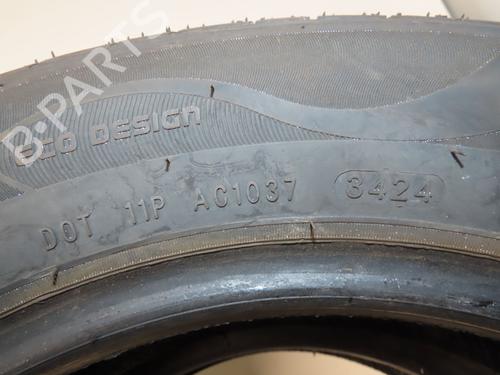 B-PARTS
ECO DESIGN
DOT 11P AC1037 3424